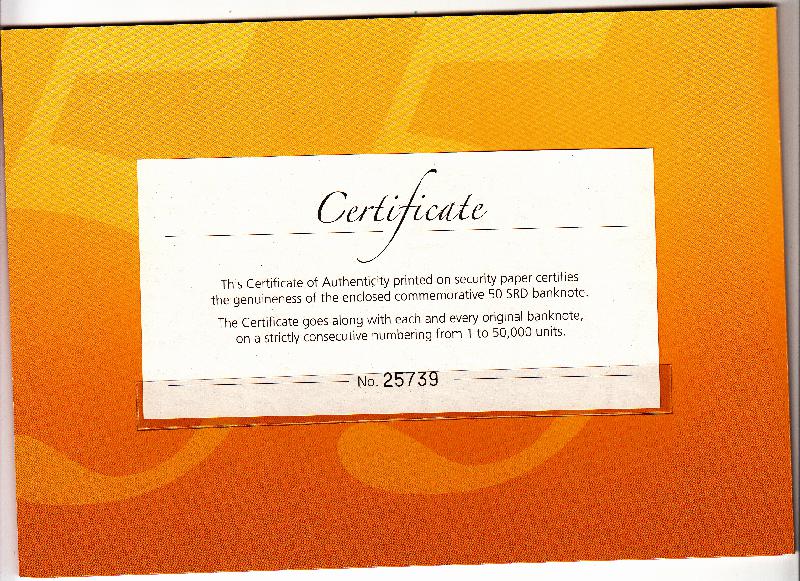 Certificate
This Certificate of Authenticity printed on security paper certifies
the genuineness of the enclosed commemorative 50 SRD banknote.
The Certificate goes along with each and every original banknote,
on a strictly consecutive numbering from 1 to 50,000 units.
No. 25739